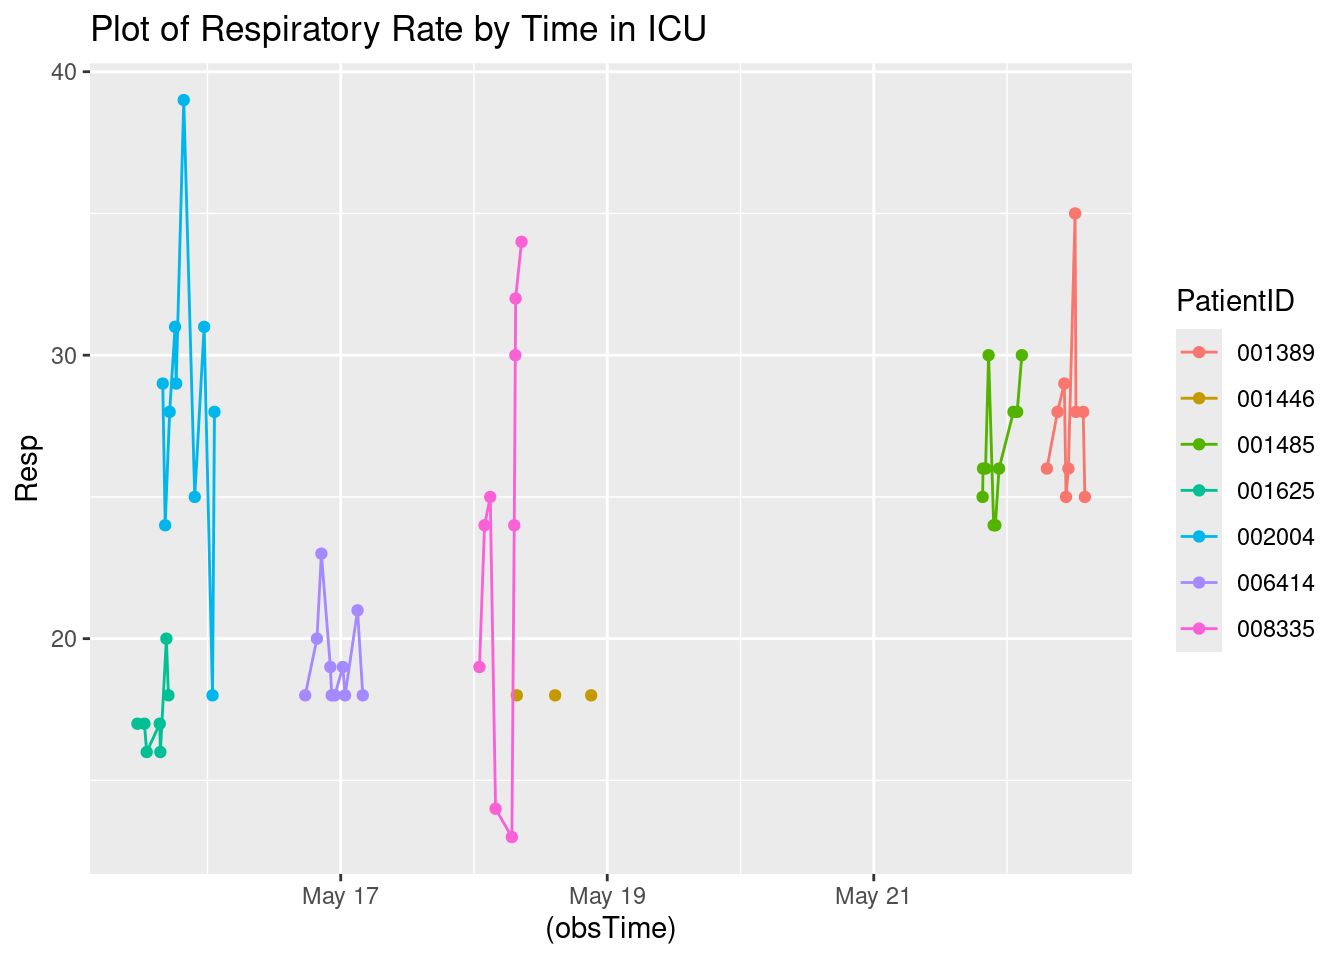 Plot of Respiratory Rate by Time in ICU
40
30
20
Resp
May 17
May 19
May 21
(obsTime)
PatientID
001389
001446
001485
001625
002004
006414
008335